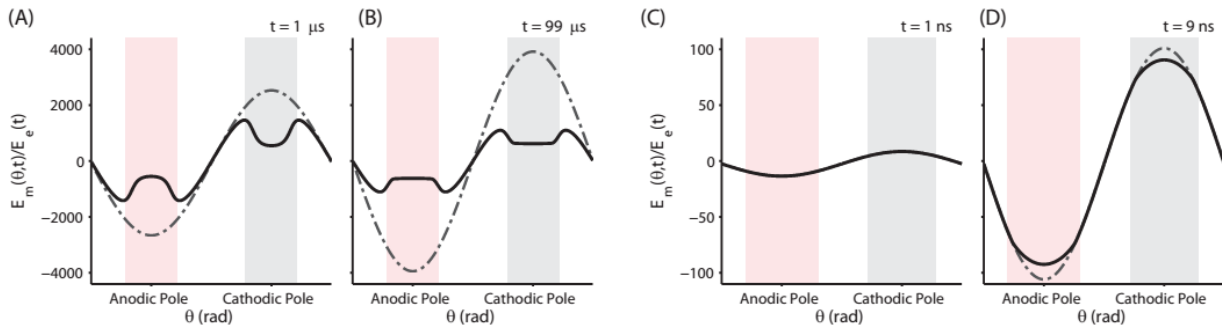 (A)
t = 1 μs
(B)
t = 99 μs
(C)
t = 1 ns
(D)
t = 9 ns
E_m(θ,t)/E_e(t)
4000
2000
0
−2000
−4000
Anodic Pole Cathodic Pole
θ (rad)
Anodic Pole Cathodic Pole
θ (rad)
E_m(θ,t)/E_e(t)
100
50
0
−50
−100
Anodic Pole Cathodic Pole
θ (rad)
Anodic Pole Cathodic Pole
θ (rad)